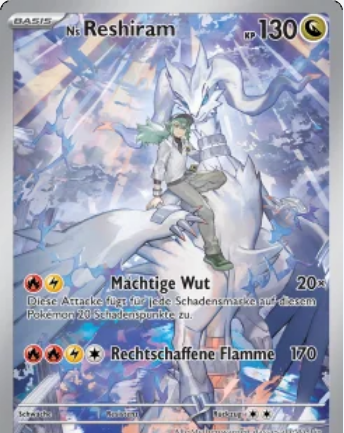 BASIS
Ns Reshiram KP 130
Mächtige Wut 20×
Diese Attacke fügt für jede Schadensmarke auf diesem
Pokémon 20 Schadenspunkte zu.
Rechtschaffene Flamme 170
Schwäche Resistenz Rückzug